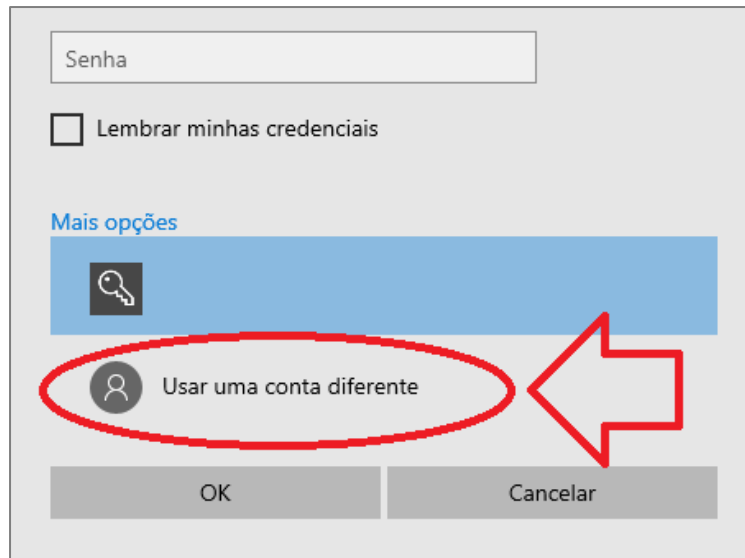 Senha
Lembrar minhas credenciais
Mais opções
Usar uma conta diferente
OK
Cancelar